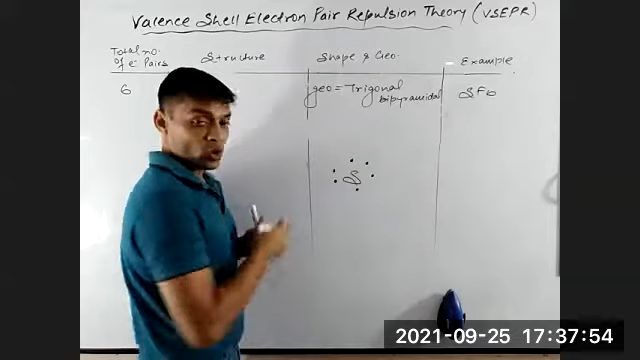 Valence Shell Electron Pair Repulsion Theory (VSEPR)
Total no. of e⁻ Pairs
Structure
Shape & Geo.
Example
6
geo = Trigonal
bipyramidal
SF6
S
2021-09-25 17:37:54